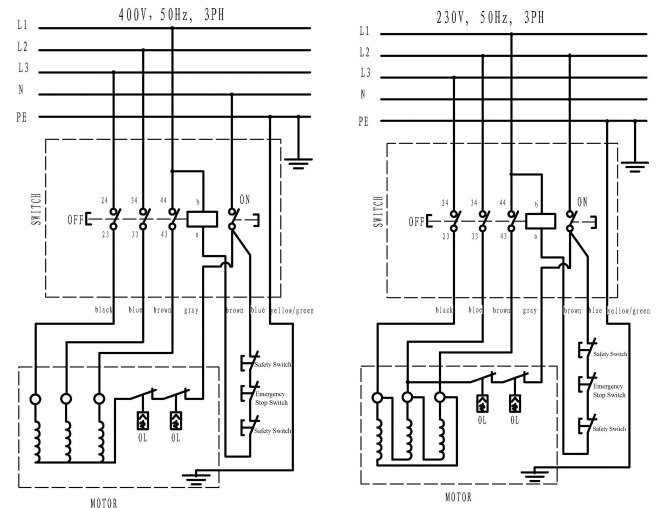 400V, 50Hz, 3PH
L1
L2
L3
N
PE
SWITCH
24
34
44
b
ON
OFF
23
33
43
a
black
blue
brown
gray
brown
blue
yellow/green
Safety Switch
Emergency
Stop Switch
Safety Switch
OL
OL
MOTOR
230V, 50Hz, 3PH
L1
L2
L3
N
PE
SWITCH
24
34
44
b
ON
OFF
23
33
43
a
black
blue
brown
gray
brown
blue
yellow/green
Safety Switch
Emergency
Stop Switch
Safety Switch
OL
OL
MOTOR